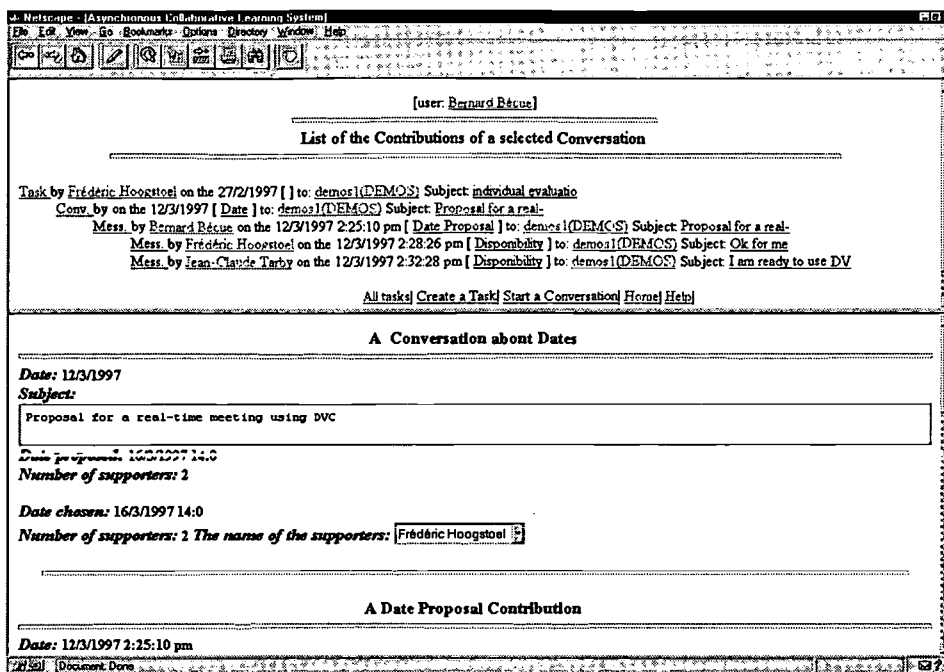 Netscape - [Asynchronous Collaborative Learning System]
File Edit View Go Bookmarks Options Directory Window Help
[user: Bernard Bécue]
List of the Contributions of a selected Conversation
Task by Frédéric Hoogstoel on the 27/2/1997 [ ] to: demos1(DEMOS) Subject: individual evaluatio
Conv. by on the 12/3/1997 [ Date ] to: demos1(DEMOS) Subject: Proposal for a real-
Mess. by Bernard Bécue on the 12/3/1997 2:25:10 pm [ Date Proposal ] to: demos1(DEMOS) Subject: Proposal for a real-
Mess. by Frédéric Hoogstoel on the 12/3/1997 2:28:26 pm [ Disponibility ] to: demos1(DEMOS) Subject: Ok for me
Mess. by Jean-Claude Tarby on the 12/3/1997 2:32:28 pm [ Disponibility ] to: demos1(DEMOS) Subject: I am ready to use DV
All tasks| Create a Task| Start a Conversation| Home| Help|
A Conversation about Dates
Date: 12/3/1997
Subject:
Proposal for a real-time meeting using DVC
Date proposed: 16/3/1997 14:0
Number of supporters: 2
Date chosen: 16/3/1997 14:0
Number of supporters: 2 The name of the supporters: Frédéric Hoogstoel
A Date Proposal Contribution
Date: 12/3/1997 2:25:10 pm
Document: Done